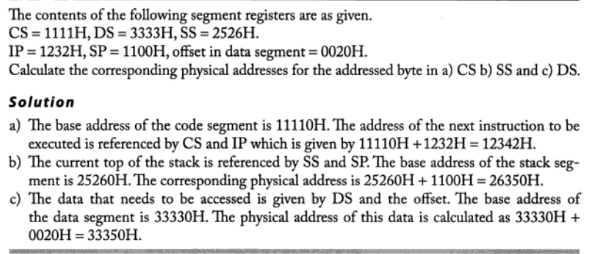 The contents of the following segment registers are as given.
CS = 1111H, DS = 3333H, SS = 2526H.
IP = 1232H, SP = 1100H, offset in data segment = 0020H.
Calculate the corresponding physical addresses for the addressed byte in a) CS b) SS and c) DS.
Solution
a) The base address of the code segment is 11110H. The address of the next instruction to be
executed is referenced by CS and IP which is given by 11110H +1232H = 12342H.
b) The current top of the stack is referenced by SS and SP. The base address of the stack seg-
ment is 25260H. The corresponding physical address is 25260H + 1100H = 26350H.
c) The data that needs to be accessed is given by DS and the offset. The base address of
the data segment is 33330H. The physical address of this data is calculated as 33330H +
0020H = 33350H.